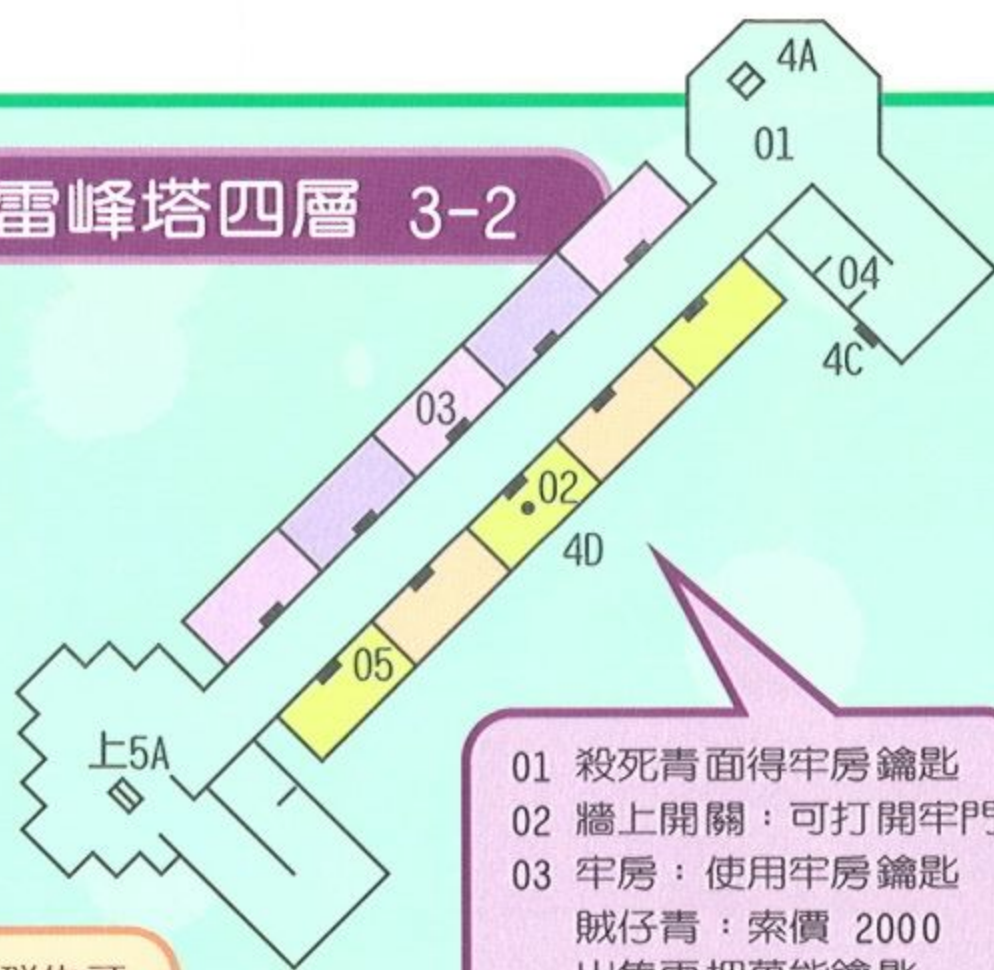 雷峰塔四層 3-2
4A
01
04
4C
03
02
4D
05
上5A
01 殺死青面得牢房鑰匙
02 牆上開關：可打開牢門
03 牢房：使用牢房鑰匙
賊仔青：索價 2000